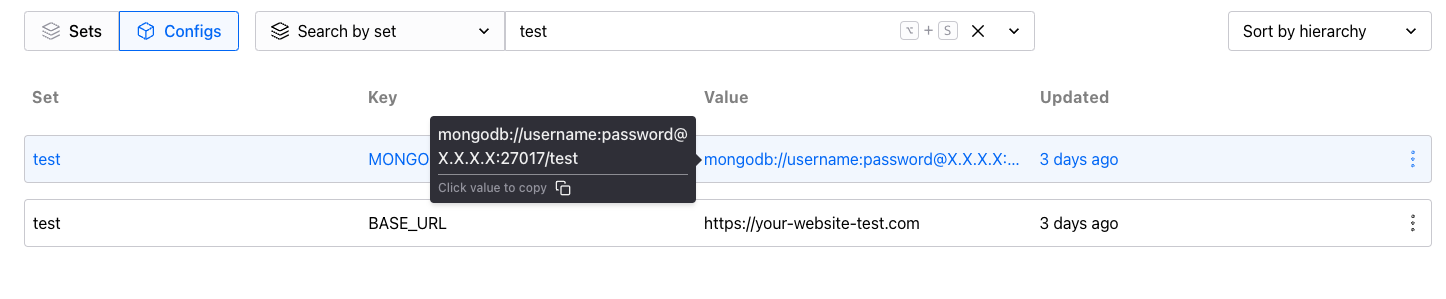 Sets Configs Search by set test ⌥ + S Sort by hierarchy
Set Key Value Updated
mongodb://username:password@
X.X.X.X:27017/test
Click value to copy
test MONGO mongodb://username:password@X.X.X.X:... 3 days ago
test BASE_URL https://your-website-test.com 3 days ago